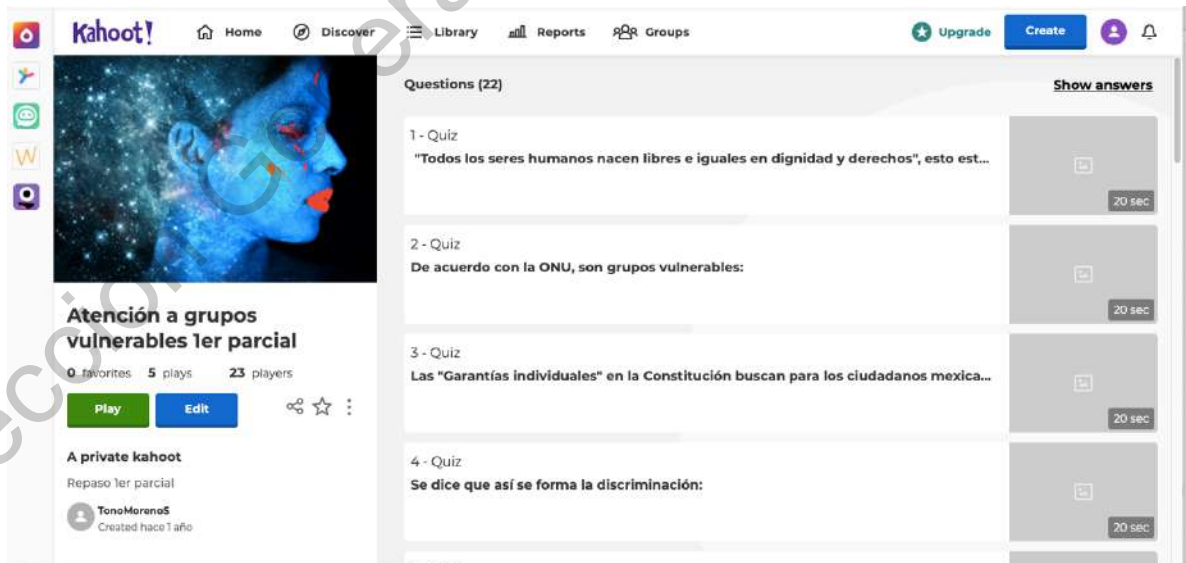 Kahoot! Home Discover Library Reports Groups Upgrade Create
Questions (22) Show answers
1 - Quiz
"Todos los seres humanos nacen libres e iguales en dignidad y derechos", esto est...
20 sec
2 - Quiz
De acuerdo con la ONU, son grupos vulnerables:
20 sec
3 - Quiz
Las "Garantías individuales" en la Constitución buscan para los ciudadanos mexica...
20 sec
4 - Quiz
Se dice que así se forma la discriminación:
20 sec
Atención a grupos
vulnerables 1er parcial
0 favorites 5 plays 23 players
Play Edit
A private kahoot
Repaso 1er parcial
TonoMorenoS
Created hace 1 año
W